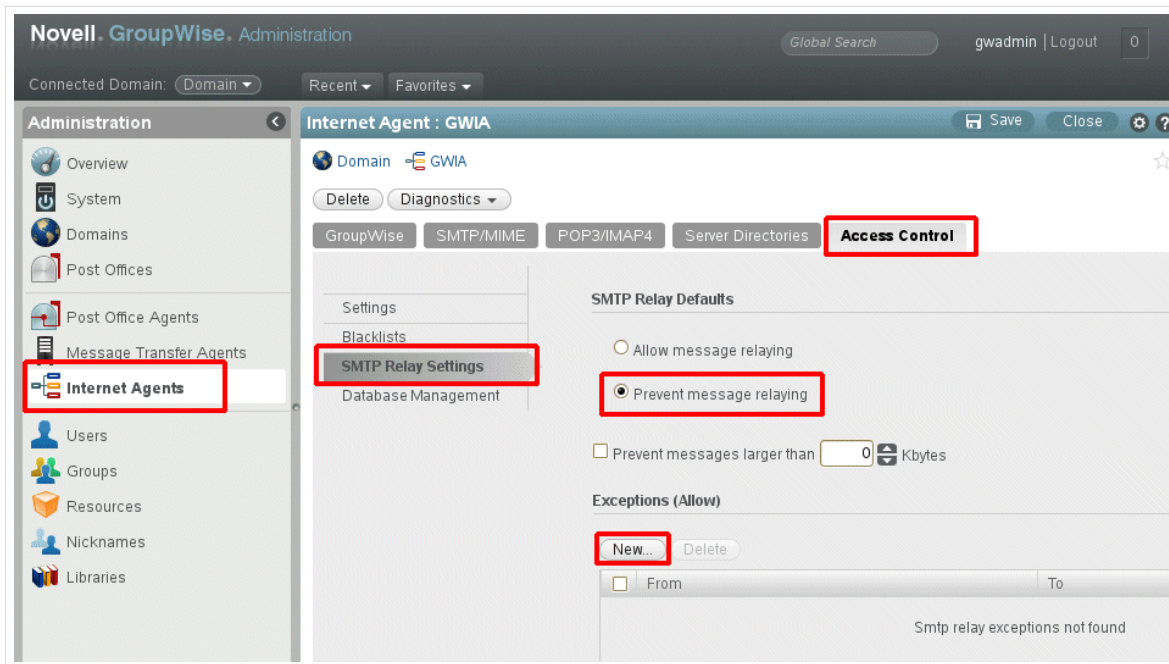 Novell. GroupWise. Administration
Global Search
gwadmin | Logout
0
Connected Domain: Domain
Recent
Favorites
Administration
Overview
System
Domains
Post Offices
Post Office Agents
Message Transfer Agents
Internet Agents
Users
Groups
Resources
Nicknames
Libraries
Internet Agent : GWIA
Save
Close
?
Domain GWIA
Delete Diagnostics
GroupWise SMTP/MIME POP3/IMAP4 Server Directories Access Control
Settings
Blacklists
SMTP Relay Settings
Database Management
SMTP Relay Defaults
Allow message relaying
Prevent message relaying
Prevent messages larger than 0 Kbytes
Exceptions (Allow)
New... Delete
From To
Smtp relay exceptions not found